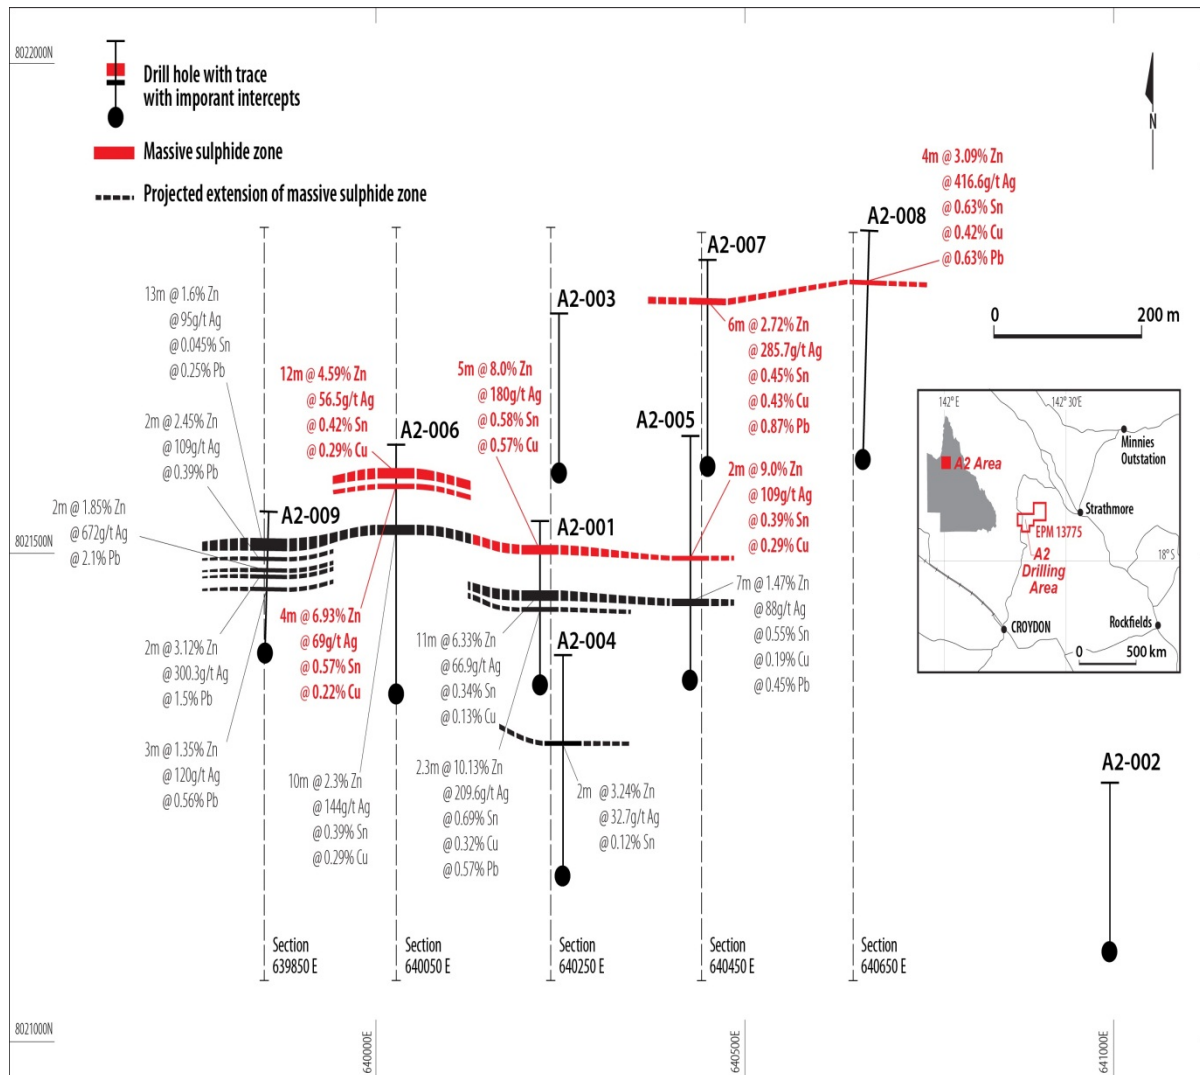 8022000N
Drill hole with trace
with imporant intercepts
Massive sulphide zone
Projected extension of massive sulphide zone
N
4m @ 3.09% Zn
@ 416.6g/t Ag
@ 0.63% Sn
@ 0.42% Cu
@ 0.63% Pb
A2-008
A2-007
A2-003
0 200 m
13m @ 1.6% Zn
@ 95g/t Ag
@ 0.045% Sn
@ 0.25% Pb
12m @ 4.59% Zn
@ 56.5g/t Ag
@ 0.42% Sn
@ 0.29% Cu
5m @ 8.0% Zn
@ 180g/t Ag
@ 0.58% Sn
@ 0.57% Cu
6m @ 2.72% Zn
@ 285.7g/t Ag
@ 0.45% Sn
@ 0.43% Cu
@ 0.87% Pb
2m @ 2.45% Zn
@ 109g/t Ag
@ 0.39% Pb
A2-006
A2-005
2m @ 9.0% Zn
@ 109g/t Ag
@ 0.39% Sn
@ 0.29% Cu
2m @ 1.85% Zn
@ 672g/t Ag
@ 2.1% Pb
A2-009
A2-001
8021500N
142° E
142° 30'E
Minnies
Outstation
A2 Area
Strathmore
EPM 13775
18° S
A2
Drilling
Area
Rockfields
CROYDON
0 500 km
7m @ 1.47% Zn
@ 88g/t Ag
@ 0.55% Sn
@ 0.19% Cu
@ 0.45% Pb
4m @ 6.93% Zn
@ 69g/t Ag
@ 0.57% Sn
@ 0.22% Cu
11m @ 6.33% Zn
@ 66.9g/t Ag
@ 0.34% Sn
@ 0.13% Cu
A2-004
2m @ 3.12% Zn
@ 300.3g/t Ag
@ 1.5% Pb
3m @ 1.35% Zn
@ 120g/t Ag
@ 0.56% Pb
10m @ 2.3% Zn
@ 144g/t Ag
@ 0.39% Sn
@ 0.29% Cu
2.3m @ 10.13% Zn
@ 209.6g/t Ag
@ 0.69% Sn
@ 0.32% Cu
@ 0.57% Pb
2m @ 3.24% Zn
@ 32.7g/t Ag
@ 0.12% Sn
A2-002
Section
639850 E
Section
640050 E
Section
640250 E
Section
640450 E
Section
640650 E
8021000N
640000E
640500E
641000E